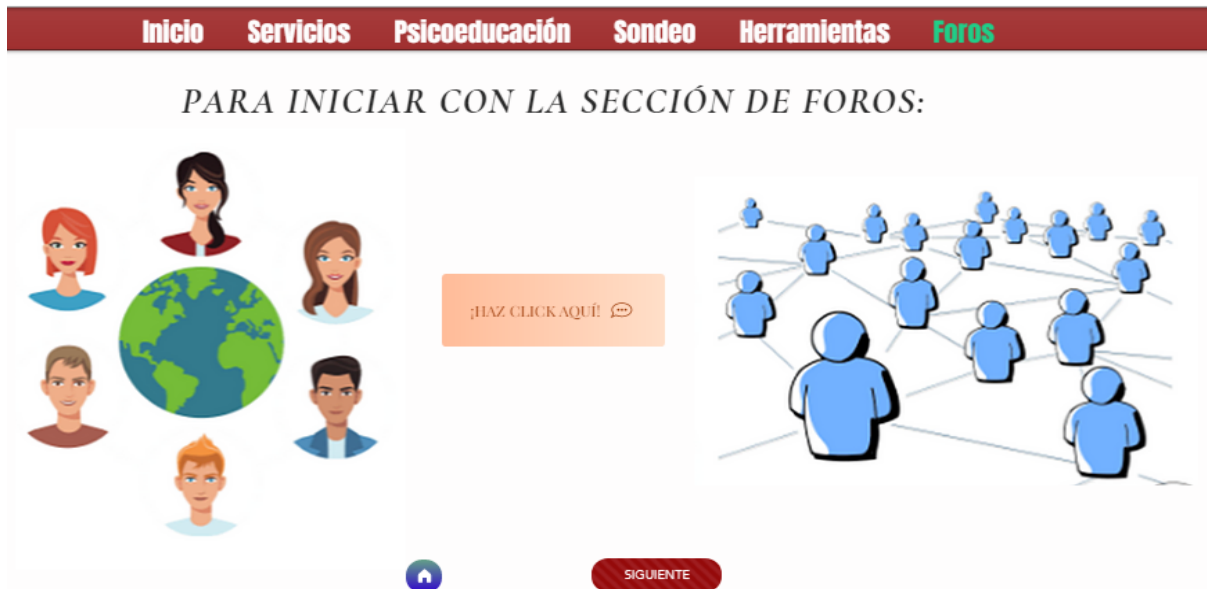 Inicio Servicios Psicoeducación Sondeo Herramientas Foros
PARA INICIAR CON LA SECCIÓN DE FOROS:
¡HAZ CLICK AQUÍ!
SIGUIENTE